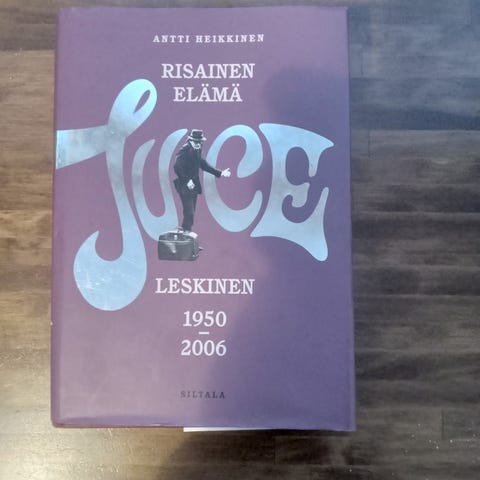 ANTTI HEIKKINEN
RISAINEN
ELÄMÄ
JUICE
LESKINEN
1950
–
2006
SILTALA